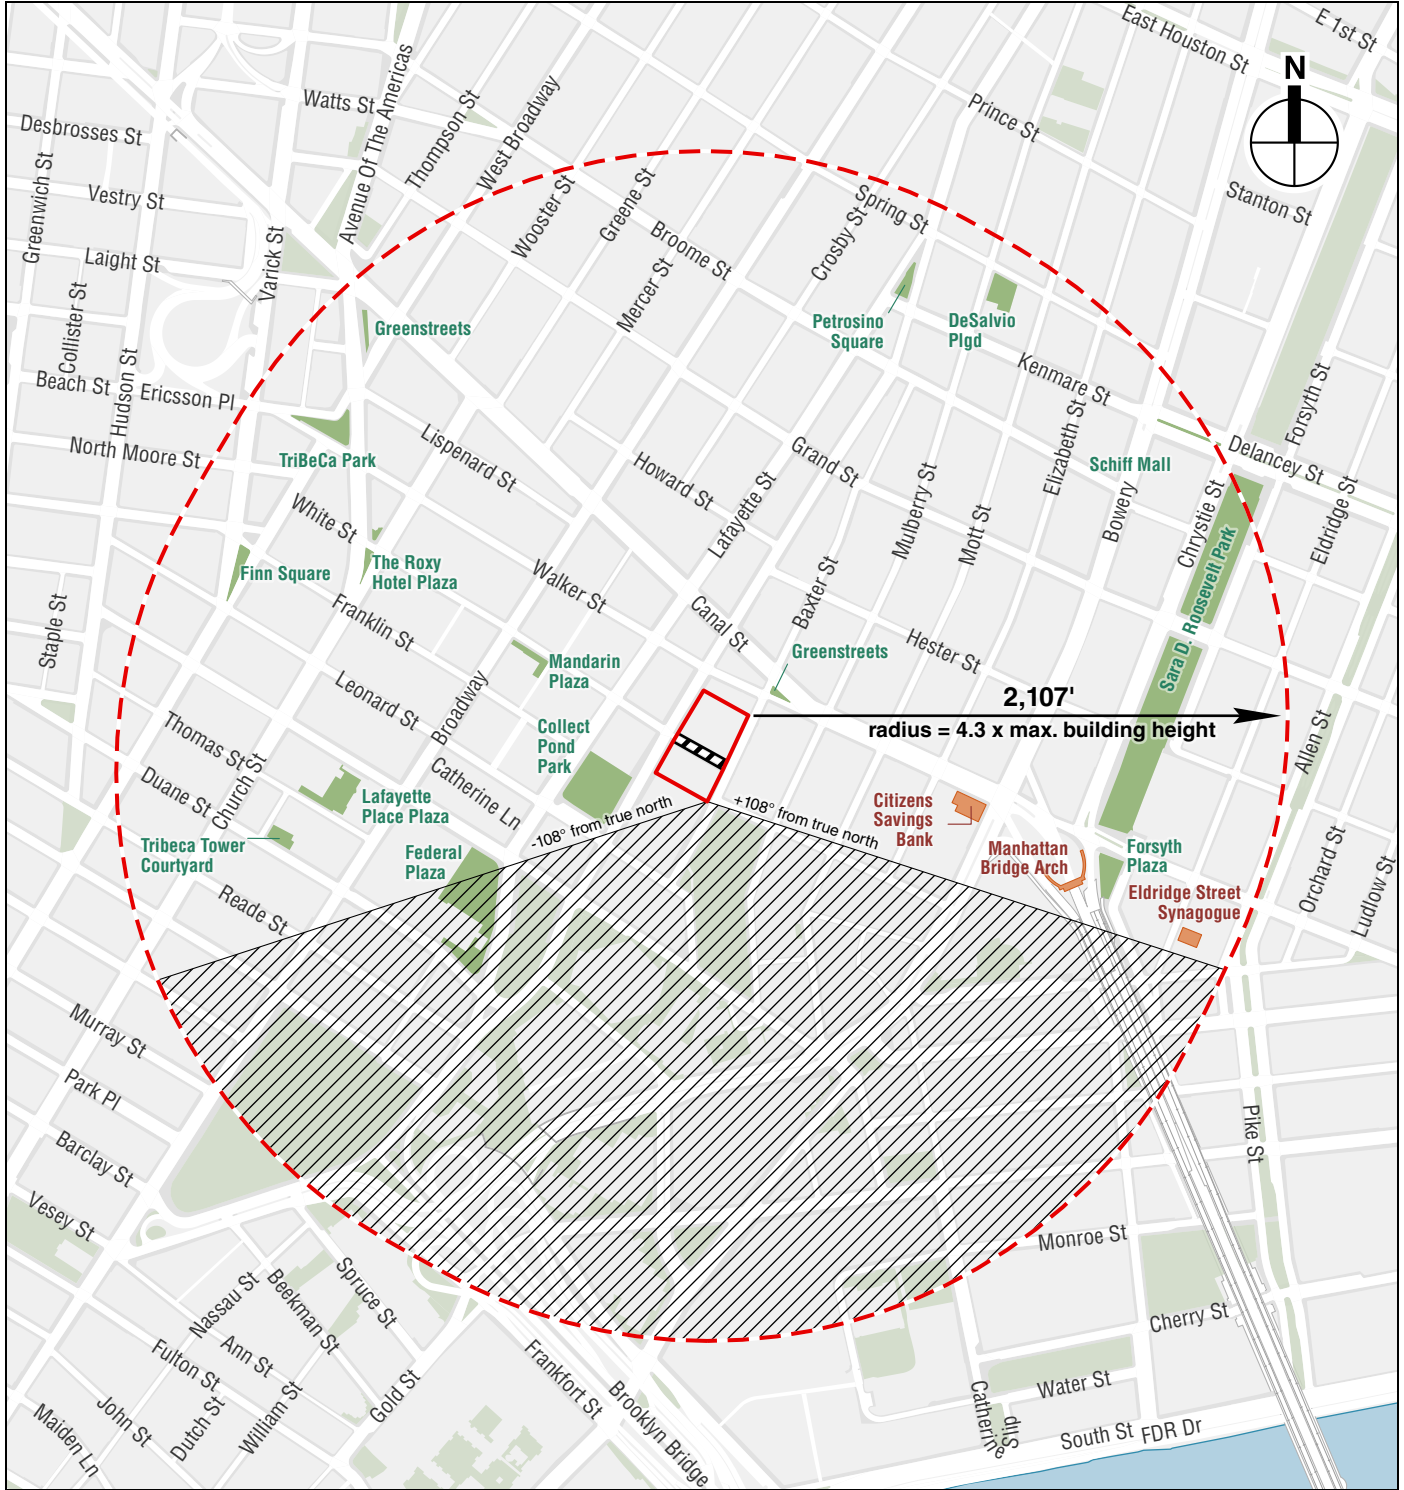 East Houston St
E 1st St
N
Watts St
Avenue Of The Americas
Thompson St
West Broadway
Prince St
Desbrosses St
Greenwich St
Vestry St
Stanton St
Wooster St
Greene St
Spring St
Crosby St
Broome St
Laight St
Varick St
Collister St
Mercer St
Greenstreets
Petrosino
Square
DeSalvio
Plgd
Kenmare St
Forsyth St
Beach St
Hudson St
Ericsson Pl
North Moore St
TriBeCa Park
Lispenard St
Howard St
Grand St
Elizabeth St
Schiff Mall
Delancey St
Lafayette St
Mulberry St
Mott St
Bowery
Chrystie St
Eldridge St
White St
Finn Square
The Roxy
Hotel Plaza
Walker St
Baxter St
Canal St
Hester St
Sara D. Roosevelt Park
Staple St
Franklin St
Greenstreets
Mandarin
Plaza
Leonard St
Broadway
2,107'
radius = 4.3 x max. building height
Allen St
Thomas St
Church St
Duane St
Collect
Pond
Park
Catherine Ln
Lafayette
Place Plaza
Tribeca Tower
Courtyard
-108° from true north
+108° from true north
Citizens
Savings
Bank
Manhattan
Bridge Arch
Forsyth
Plaza
Federal
Plaza
Eldridge Street
Synagogue
Orchard St
Ludlow St
Reade St
Murray St
Park Pl
Barclay St
Vesey St
Pike St
Monroe St
Nassau St
Beekman St
Spruce St
Ann St
Fulton St
Cherry St
Maiden Ln
John St
Dutch St
William St
Gold St
Frankfort St
Brooklyn Bridge
Catherine
Slip
Water St
South St
FDR Dr